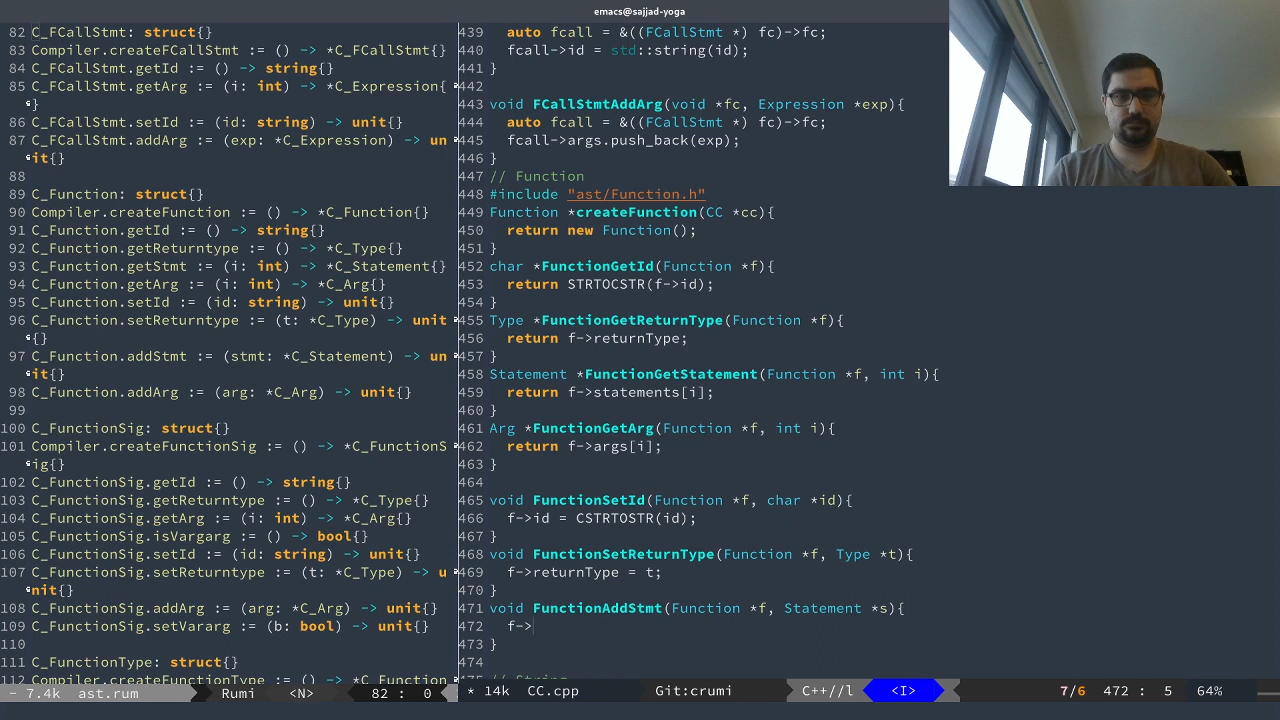 emacs@sajjad-yoga
82 C_FCallStmt: struct{}
83 Compiler.createFCallStmt := () -> *C_FCallStmt{}
84 C_FCallStmt.getId := () -> string{}
85 C_FCallStmt.getArg := (i: int) -> *C_Expression{
}
86 C_FCallStmt.setId := (id: string) -> unit{}
87 C_FCallStmt.addArg := (exp: *C_Expression) -> un
it{}
88
89 C_Function: struct{}
90 Compiler.createFunction := () -> *C_Function{}
91 C_Function.getId := () -> string{}
92 C_Function.getReturntype := () -> *C_Type{}
93 C_Function.getStmt := (i: int) -> *C_Statement{}
94 C_Function.getArg := (i: int) -> *C_Arg{}
95 C_Function.setId := (id: string) -> unit{}
96 C_Function.setReturntype := (t: *C_Type) -> unit
{}
97 C_Function.addStmt := (stmt: *C_Statement) -> un
it{}
98 C_Function.addArg := (arg: *C_Arg) -> unit{}
99
100 C_FunctionSig: struct{}
101 Compiler.createFunctionSig := () -> *C_FunctionS
ig{}
102 C_FunctionSig.getId := () -> string{}
103 C_FunctionSig.getReturntype := () -> *C_Type{}
104 C_FunctionSig.getArg := (i: int) -> *C_Arg{}
105 C_FunctionSig.isVargarg := () -> bool{}
106 C_FunctionSig.setId := (id: string) -> unit{}
107 C_FunctionSig.setReturntype := (t: *C_Type) -> u
nit{}
108 C_FunctionSig.addArg := (arg: *C_Arg) -> unit{}
109 C_FunctionSig.setVararg := (b: bool) -> unit{}
110
111 C_FunctionType: struct{}
112 Compiler.createFunctionType := () -> *C_Function
- 7.4k ast.rum Rumi <N> 82 : 0
439 auto fcall = &((FCallStmt *) fc)->fc;
440 fcall->id = std::string(id);
441 }
442
443 void FCallStmtAddArg(void *fc, Expression *exp){
444 auto fcall = &((FCallStmt *) fc)->fc;
445 fcall->args.push_back(exp);
446 }
447 // Function
448 #include "ast/Function.h"
449 Function *createFunction(CC *cc){
450 return new Function();
451 }
452 char *FunctionGetId(Function *f){
453 return STRTOCSTR(f->id);
454 }
455 Type *FunctionGetReturnType(Function *f){
456 return f->returnType;
457 }
458 Statement *FunctionGetStatement(Function *f, int i){
459 return f->statements[i];
460 }
461 Arg *FunctionGetArg(Function *f, int i){
462 return f->args[i];
463 }
464
465 void FunctionSetId(Function *f, char *id){
466 f->id = CSTRTOSTR(id);
467 }
468 void FunctionSetReturnType(Function *f, Type *t){
469 f->returnType = t;
470 }
471 void FunctionAddStmt(Function *f, Statement *s){
472 f->
473 }
474
// String
* 14k CC.cpp Git:crumi C++//l <I> 7/6 472 : 5 64%